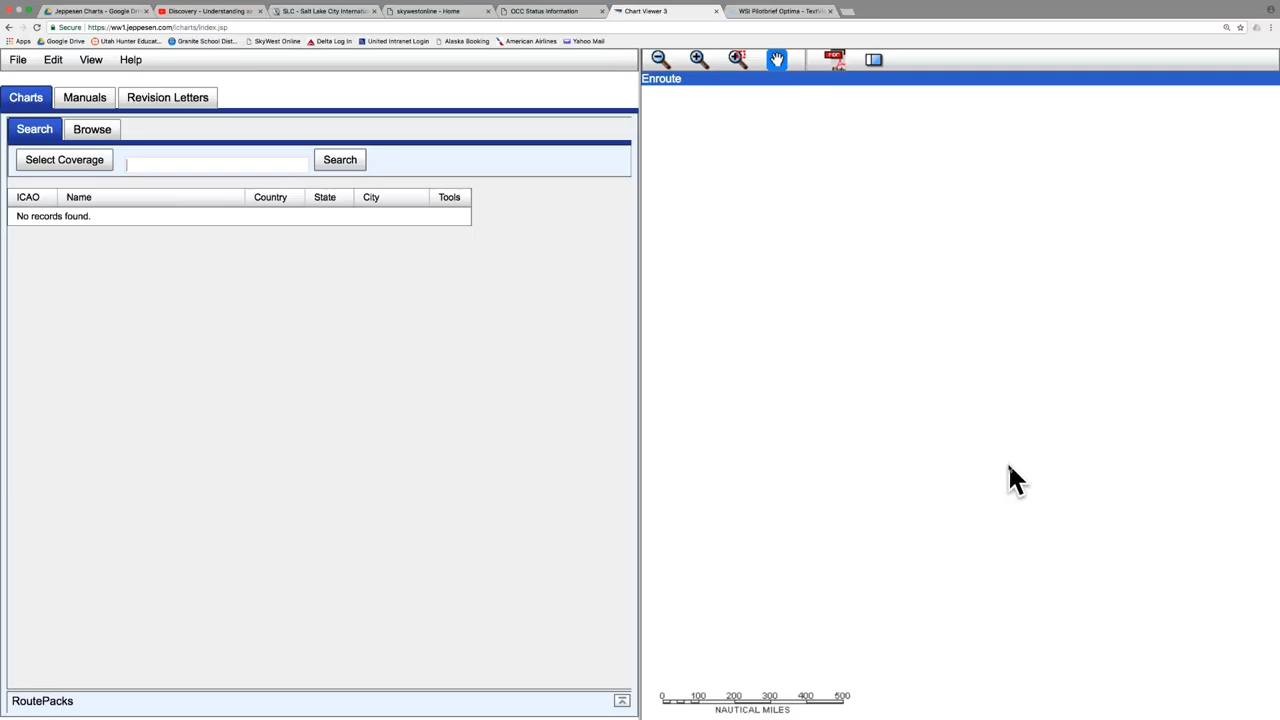 Jeppesen Charts - Google Dri
Discovery - Understanding a
SLC - Salt Lake City Internatio
skywestonline - Home
OCC Status Information
Chart Viewer 3
WSI Pilotbrief Optima - TextVi
Secure
https://ww1.jeppesen.com/icharts/index.jsp
Apps
Google Drive
Utah Hunter Educat...
Granite School Dist...
SkyWest Online
Delta Log In
United Intranet Login
Alaska Booking
American Airlines
Yahoo Mail
File Edit View Help
Enroute
Charts Manuals Revision Letters
Search Browse
Select Coverage Search
ICAO Name Country State City Tools
No records found.
RoutePacks
0 100 200 300 400 500
NAUTICAL MILES